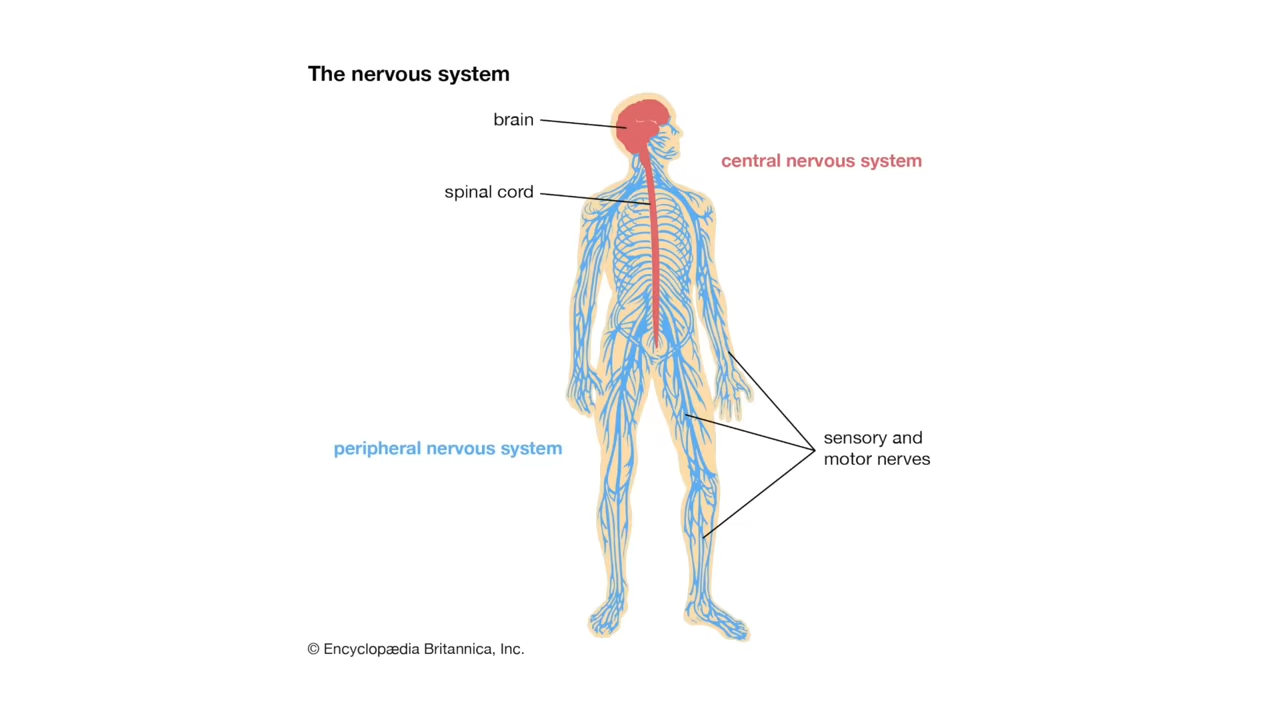 The nervous system
brain
central nervous system
spinal cord
sensory and
motor nerves
peripheral nervous system
© Encyclopædia Britannica, Inc.